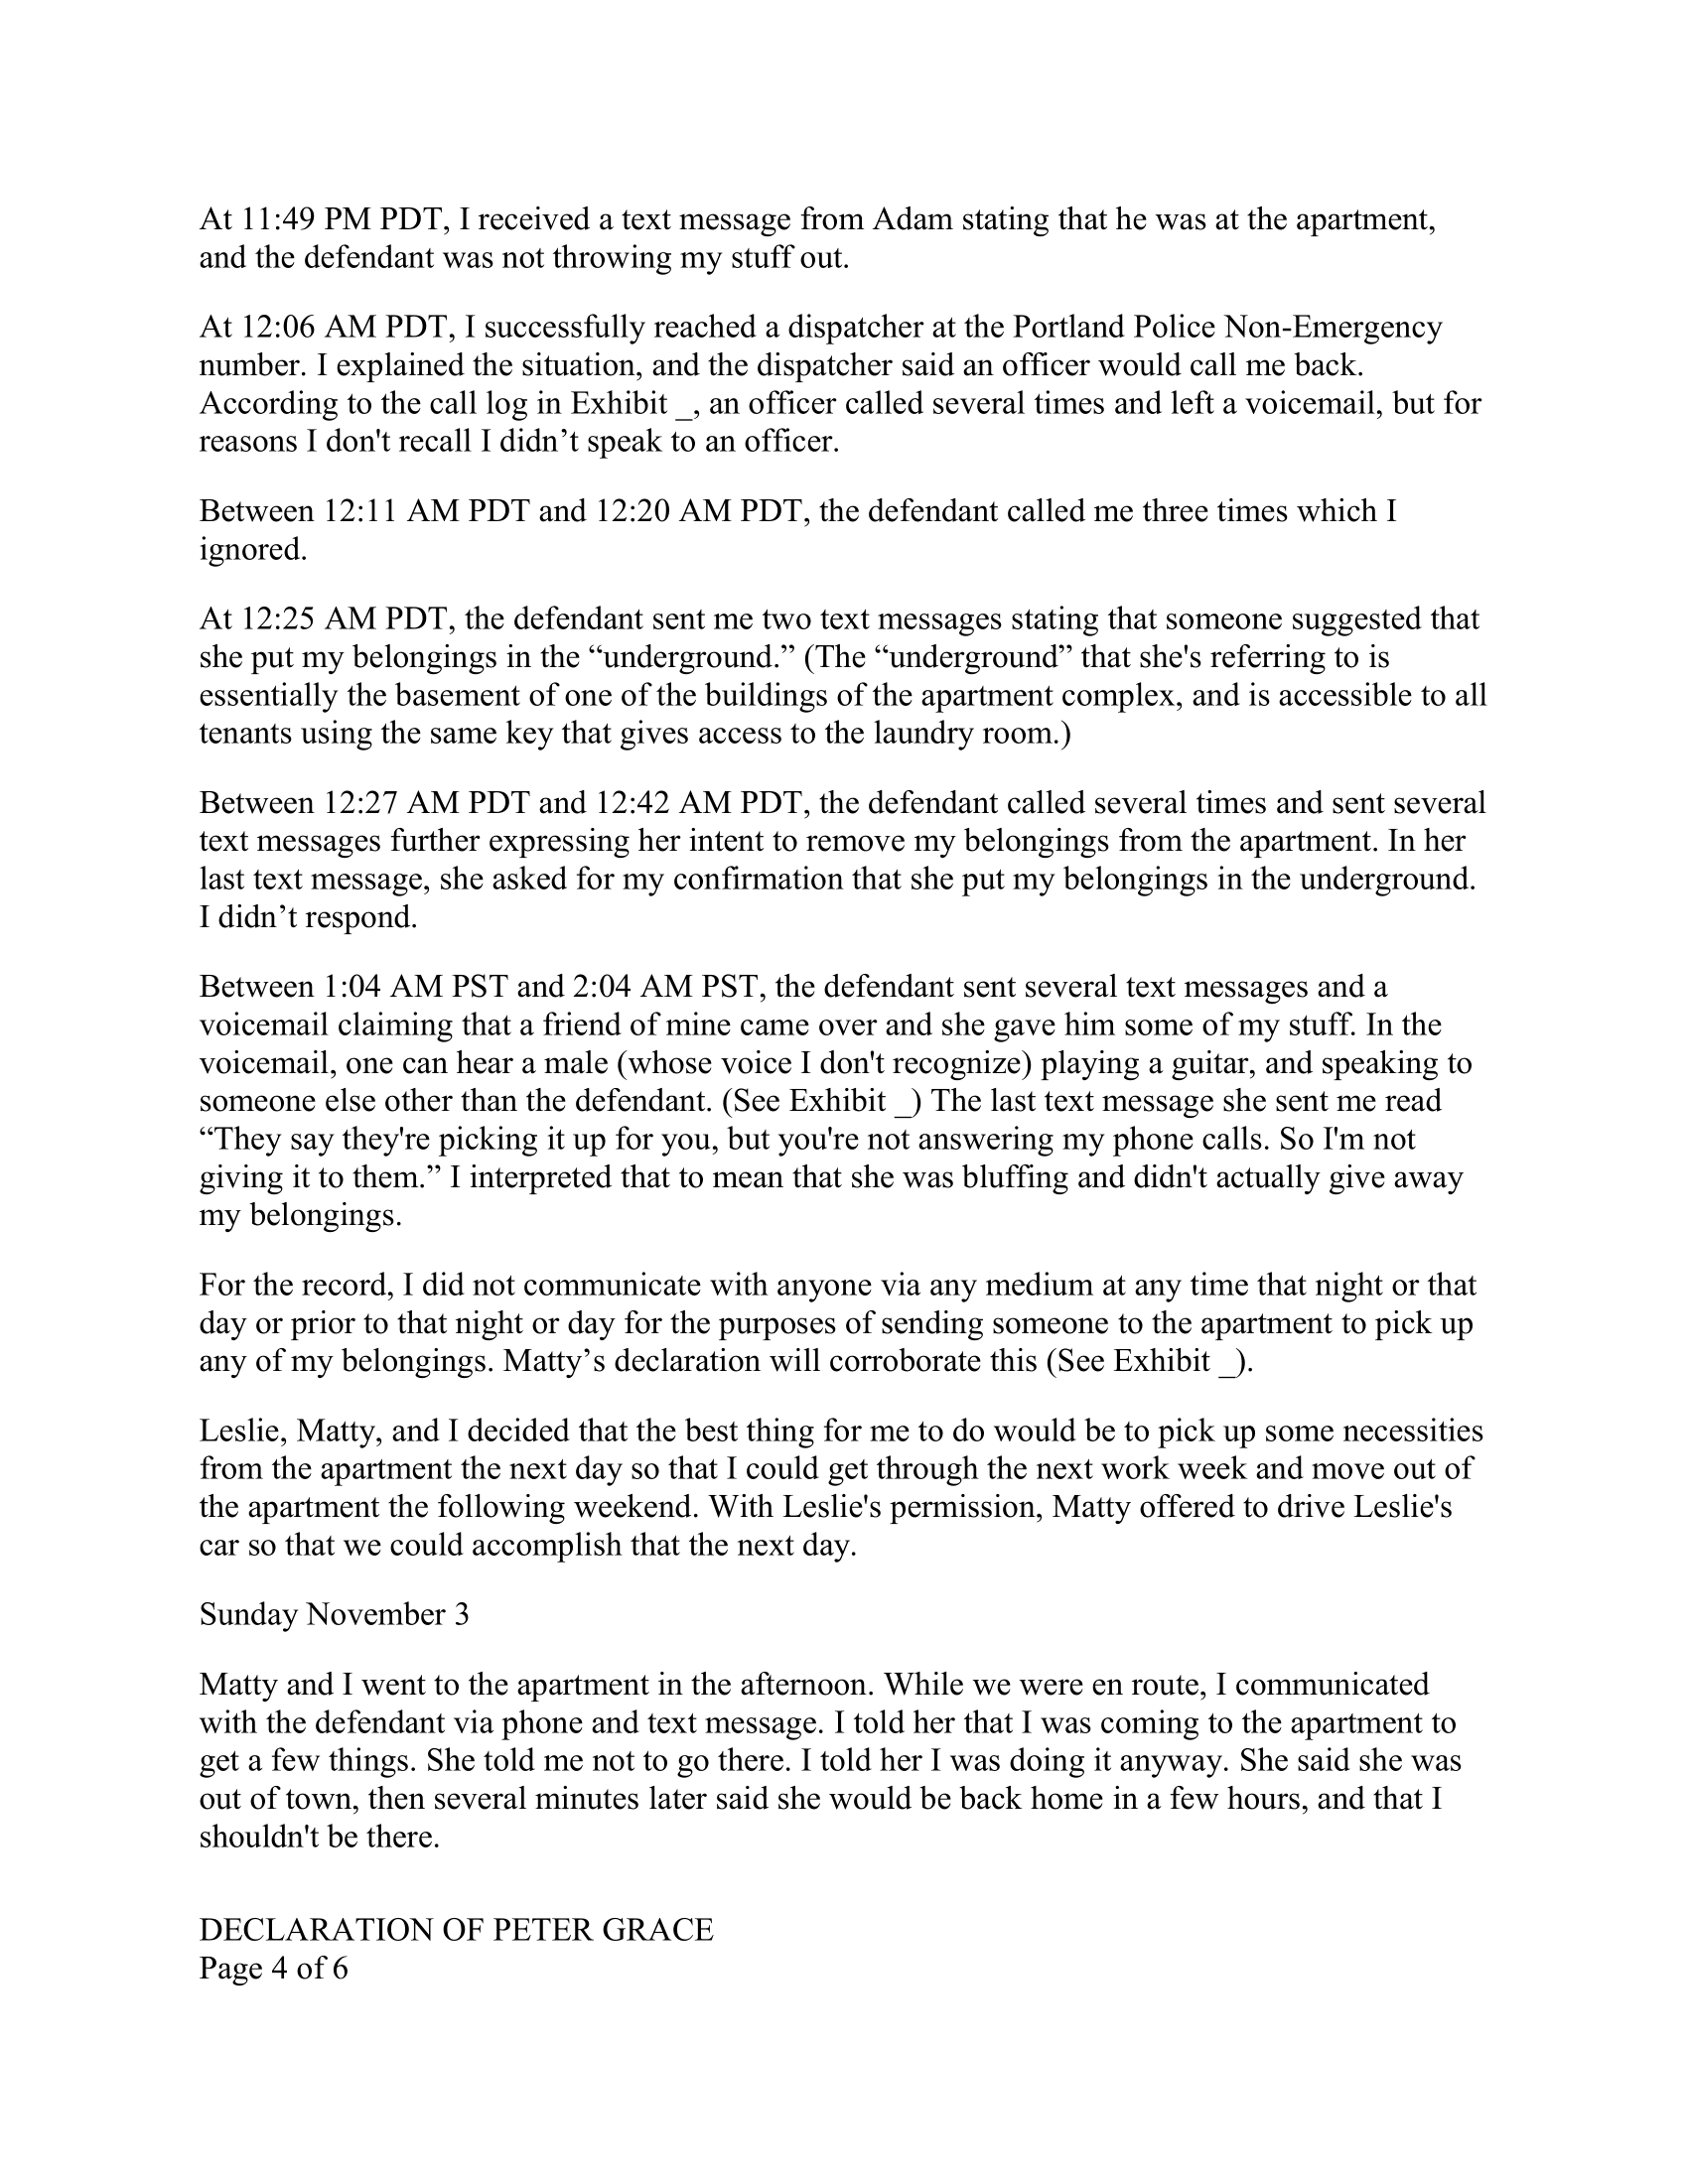 At 11:49 PM PDT, I received a text message from Adam stating that he was at the apartment,
and the defendant was not throwing my stuff out.
At 12:06 AM PDT, I successfully reached a dispatcher at the Portland Police Non-Emergency
number. I explained the situation, and the dispatcher said an officer would call me back.
According to the call log in Exhibit _, an officer called several times and left a voicemail, but for
reasons I don't recall I didn’t speak to an officer.
Between 12:11 AM PDT and 12:20 AM PDT, the defendant called me three times which I
ignored.
At 12:25 AM PDT, the defendant sent me two text messages stating that someone suggested that
she put my belongings in the “underground.” (The “underground” that she's referring to is
essentially the basement of one of the buildings of the apartment complex, and is accessible to all
tenants using the same key that gives access to the laundry room.)
Between 12:27 AM PDT and 12:42 AM PDT, the defendant called several times and sent several
text messages further expressing her intent to remove my belongings from the apartment. In her
last text message, she asked for my confirmation that she put my belongings in the underground.
I didn’t respond.
Between 1:04 AM PST and 2:04 AM PST, the defendant sent several text messages and a
voicemail claiming that a friend of mine came over and she gave him some of my stuff. In the
voicemail, one can hear a male (whose voice I don't recognize) playing a guitar, and speaking to
someone else other than the defendant. (See Exhibit _) The last text message she sent me read
“They say they're picking it up for you, but you're not answering my phone calls. So I'm not
giving it to them.” I interpreted that to mean that she was bluffing and didn't actually give away
my belongings.
For the record, I did not communicate with anyone via any medium at any time that night or that
day or prior to that night or day for the purposes of sending someone to the apartment to pick up
any of my belongings. Matty’s declaration will corroborate this (See Exhibit _).
Leslie, Matty, and I decided that the best thing for me to do would be to pick up some necessities
from the apartment the next day so that I could get through the next work week and move out of
the apartment the following weekend. With Leslie's permission, Matty offered to drive Leslie's
car so that we could accomplish that the next day.
Sunday November 3
Matty and I went to the apartment in the afternoon. While we were en route, I communicated
with the defendant via phone and text message. I told her that I was coming to the apartment to
get a few things. She told me not to go there. I told her I was doing it anyway. She said she was
out of town, then several minutes later said she would be back home in a few hours, and that I
shouldn't be there.
DECLARATION OF PETER GRACE
Page 4 of 6